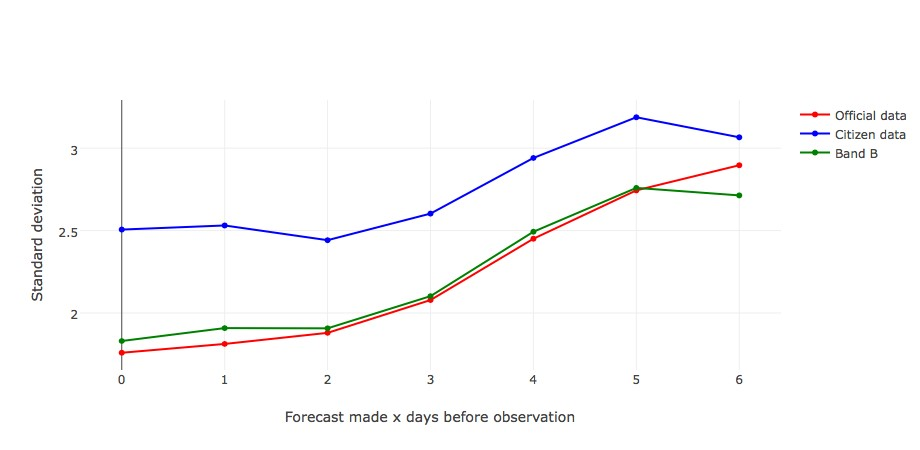 Official data
Citizen data
Band B
3
2.5
2
Standard deviation
0 1 2 3 4 5 6
Forecast made x days before observation